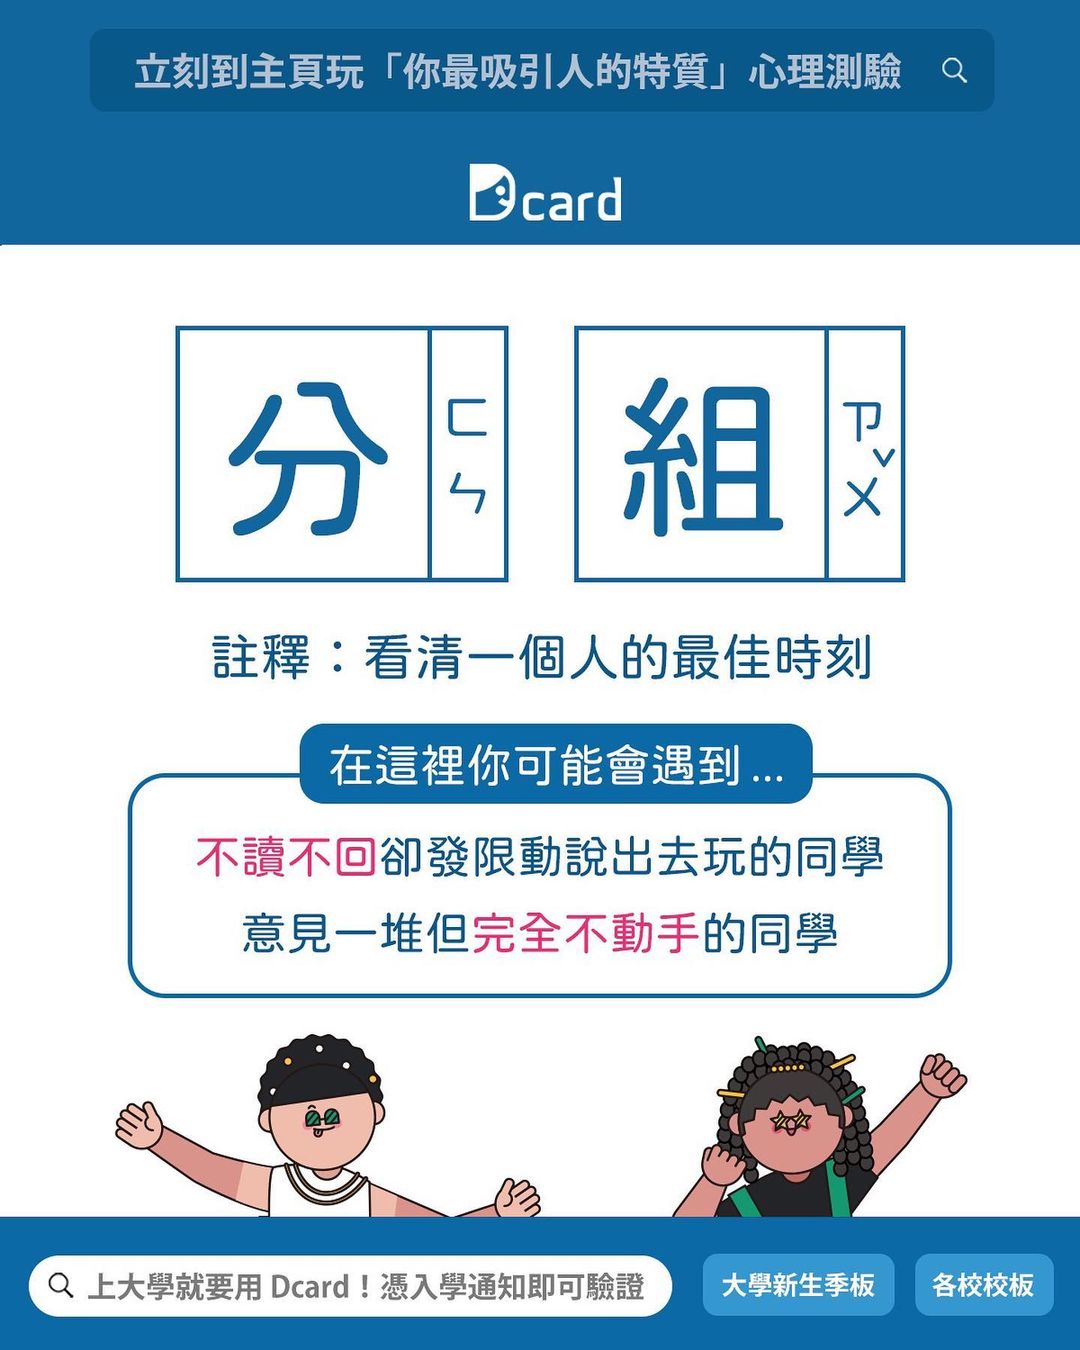 立刻到主頁玩「你最吸引人的特質」心理測驗
Dcard
分 ㄈㄣ 組 ㄗㄨˇ
註釋：看清一個人的最佳時刻
在這裡你可能會遇到...
不讀不回卻發限動說出去玩的同學
意見一堆但完全不動手的同學
上大學就要用 Dcard！憑入學通知即可驗證 大學新生季板 各校校板